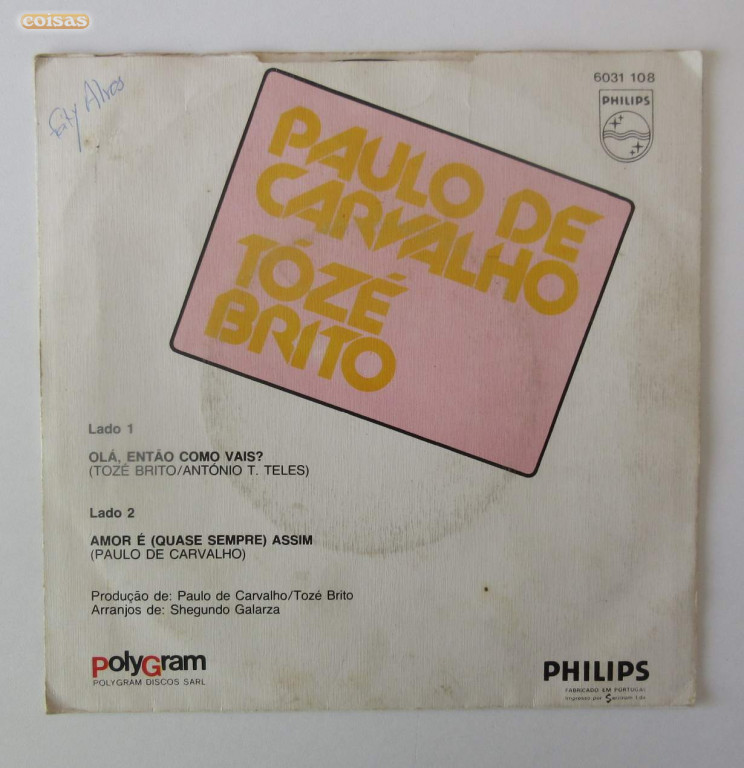 coisas
6031 108
PHILIPS
PAULO DE
CARVALHO
TÓZÉ
BRITO
Lado 1
OLÁ, ENTÃO COMO VAIS?
(TOZÉ BRITO/ANTÓNIO T. TELES)
Lado 2
AMOR É (QUASE SEMPRE) ASSIM
(PAULO DE CARVALHO)
Produção de: Paulo de Carvalho/Tozé Brito
Arranjos de: Shegundo Galarza
PolyGram
POLYGRAM DISCOS SARL
PHILIPS
FABRICADO EM PORTUGAL